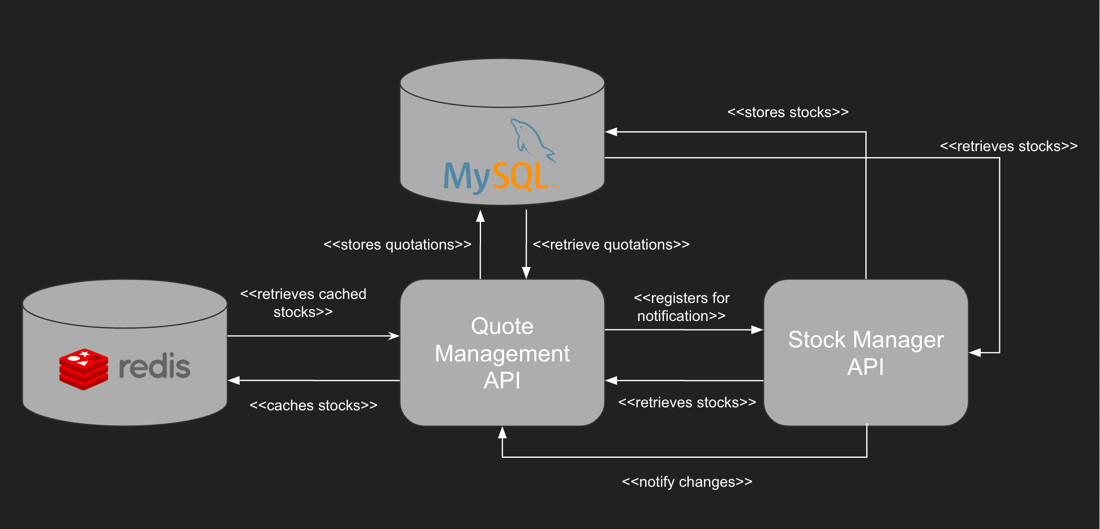 <<stores stocks>>
<<retrieves stocks>>
MySQL
<<stores quotations>>
<<retrieve quotations>>
<<retrieves cached
stocks>>
<<registers for
notification>>
Quote
Management
API
Stock Manager
API
redis
<<caches stocks>>
<<retrieves stocks>>
<<notify changes>>